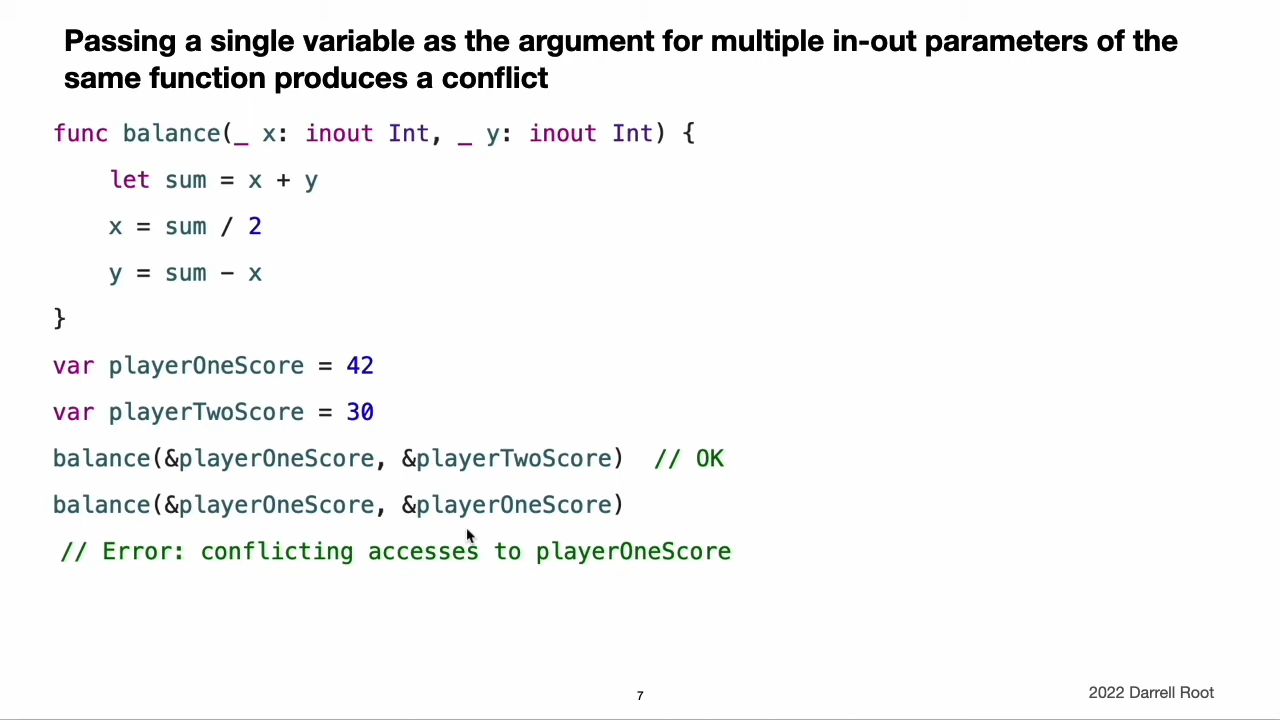 Passing a single variable as the argument for multiple in-out parameters of the
same function produces a conflict
func balance(_ x: inout Int, _ y: inout Int) {
    let sum = x + y
    x = sum / 2
    y = sum - x
}
var playerOneScore = 42
var playerTwoScore = 30
balance(&playerOneScore, &playerTwoScore)  // OK
balance(&playerOneScore, &playerOneScore)
// Error: conflicting accesses to playerOneScore
7
2022 Darrell Root